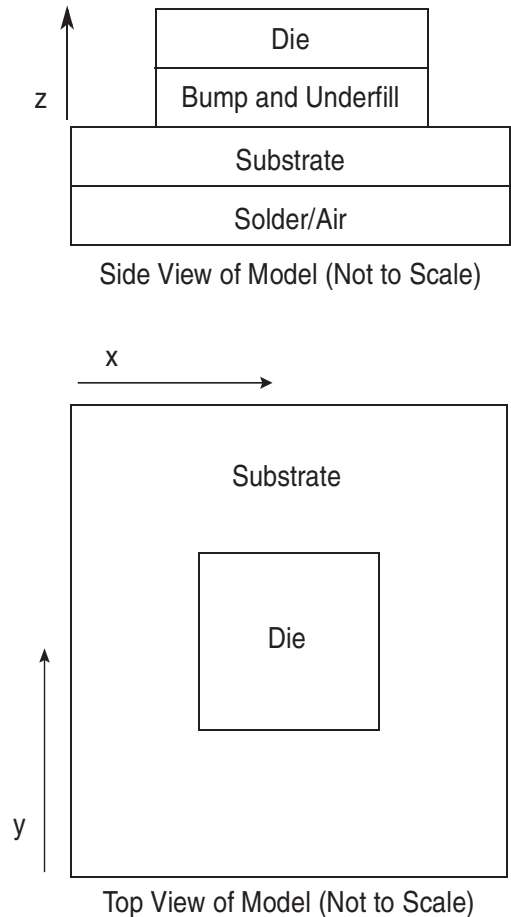 z
Die
Bump and Underfill
Substrate
Solder/Air
Side View of Model (Not to Scale)
x
Substrate
Die
y
Top View of Model (Not to Scale)